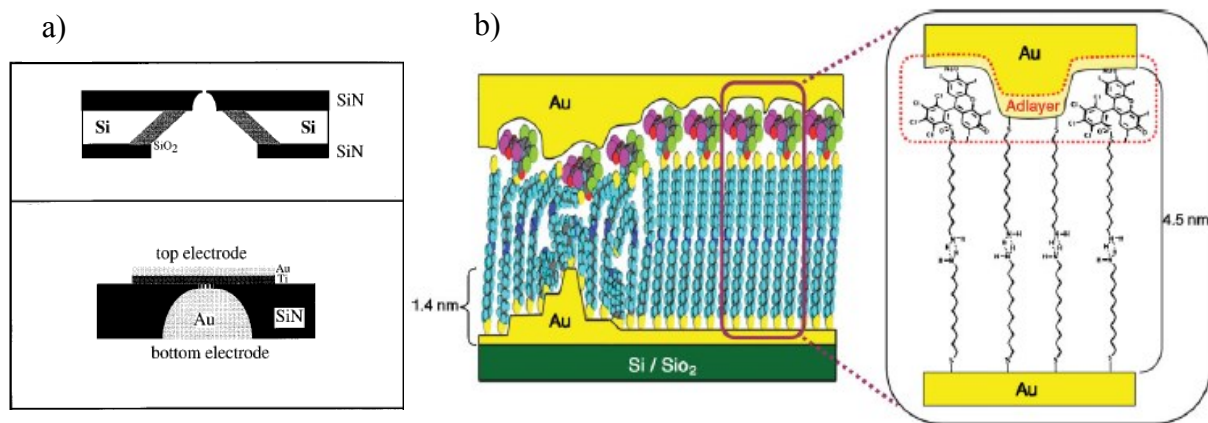 a)
SiN
Si
Si
SiO2
SiN
top electrode
Au
Ti
Au
SiN
bottom electrode
b)
Au
1.4 nm
Au
Si / Sio2
Au
Adlayer
4.5 nm
Au